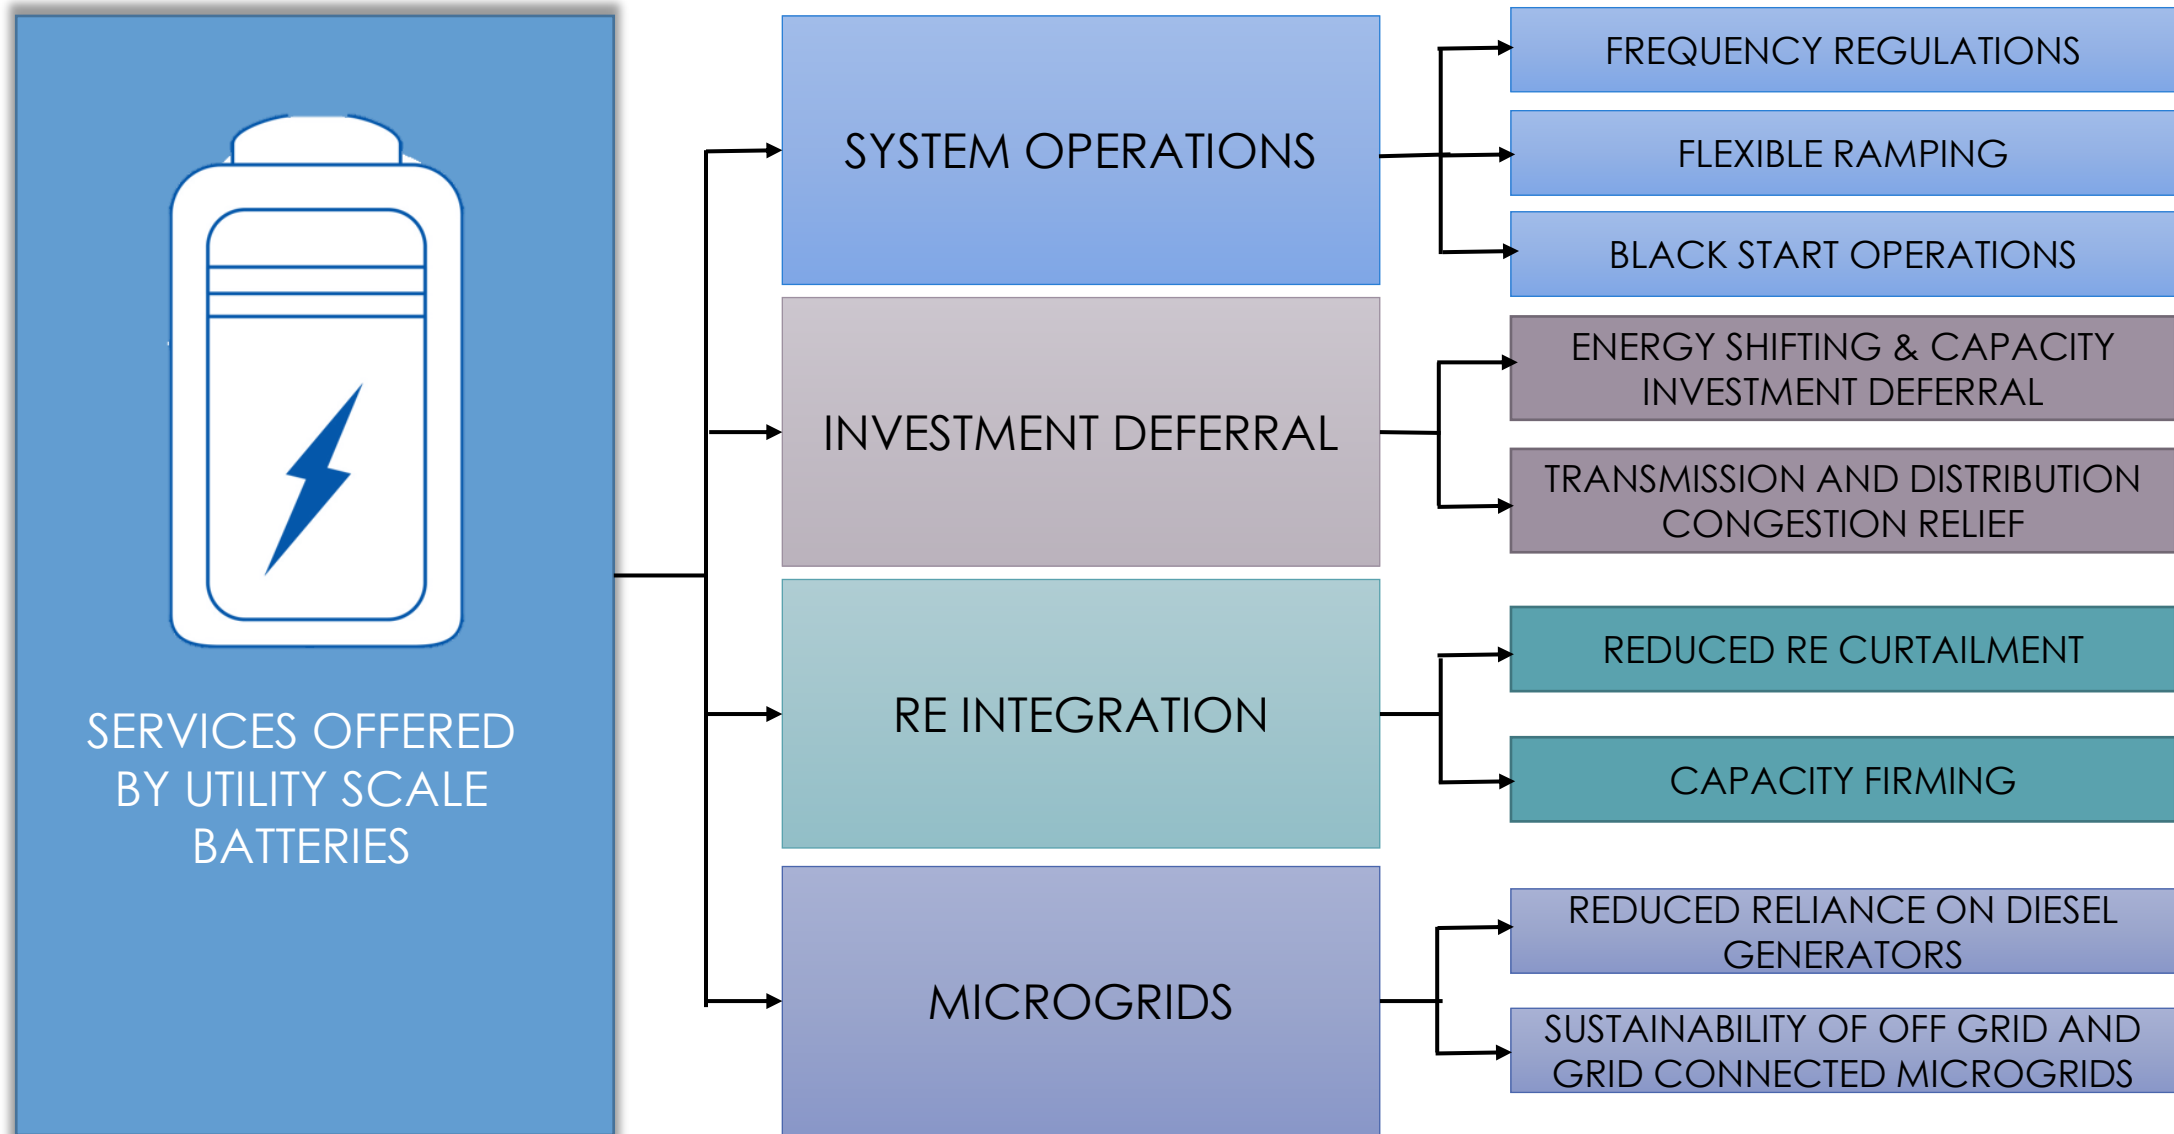 SERVICES OFFERED
BY UTILITY SCALE
BATTERIES
SYSTEM OPERATIONS
FREQUENCY REGULATIONS
FLEXIBLE RAMPING
BLACK START OPERATIONS
INVESTMENT DEFERRAL
ENERGY SHIFTING & CAPACITY
INVESTMENT DEFERRAL
TRANSMISSION AND DISTRIBUTION
CONGESTION RELIEF
RE INTEGRATION
REDUCED RE CURTAILMENT
CAPACITY FIRMING
MICROGRIDS
REDUCED RELIANCE ON DIESEL
GENERATORS
SUSTAINABILITY OF OFF GRID AND
GRID CONNECTED MICROGRIDS